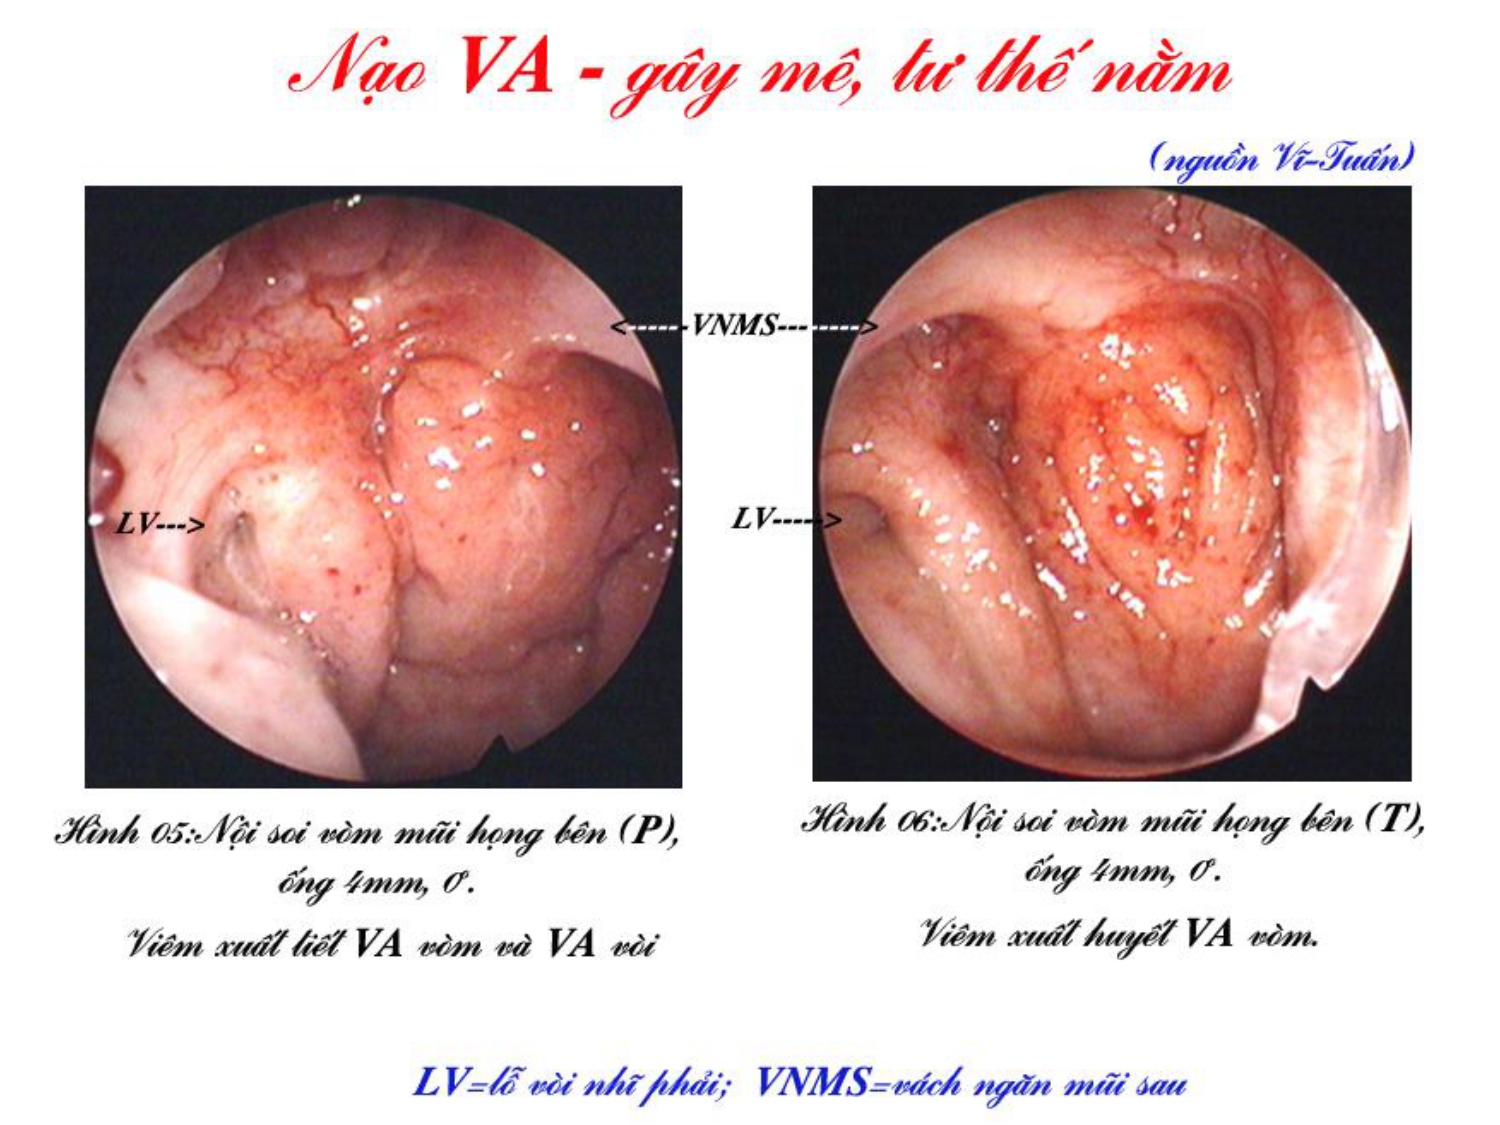 Nạo VA - gây mê, tư thế nằm
(nguồn Vĩ-Tuấn)
<------VNMS-------->
LV--->
LV----->
Hình 05:Nội soi vòm mũi họng bên (P),
ống 4mm, 0°.
Viêm xuất tiết VA vòm và VA vòi
Hình 06:Nội soi vòm mũi họng bên (T),
ống 4mm, 0°.
Viêm xuất huyết VA vòm.
LV=lỗ vòi nhĩ phải; VNMS=vách ngăn mũi sau